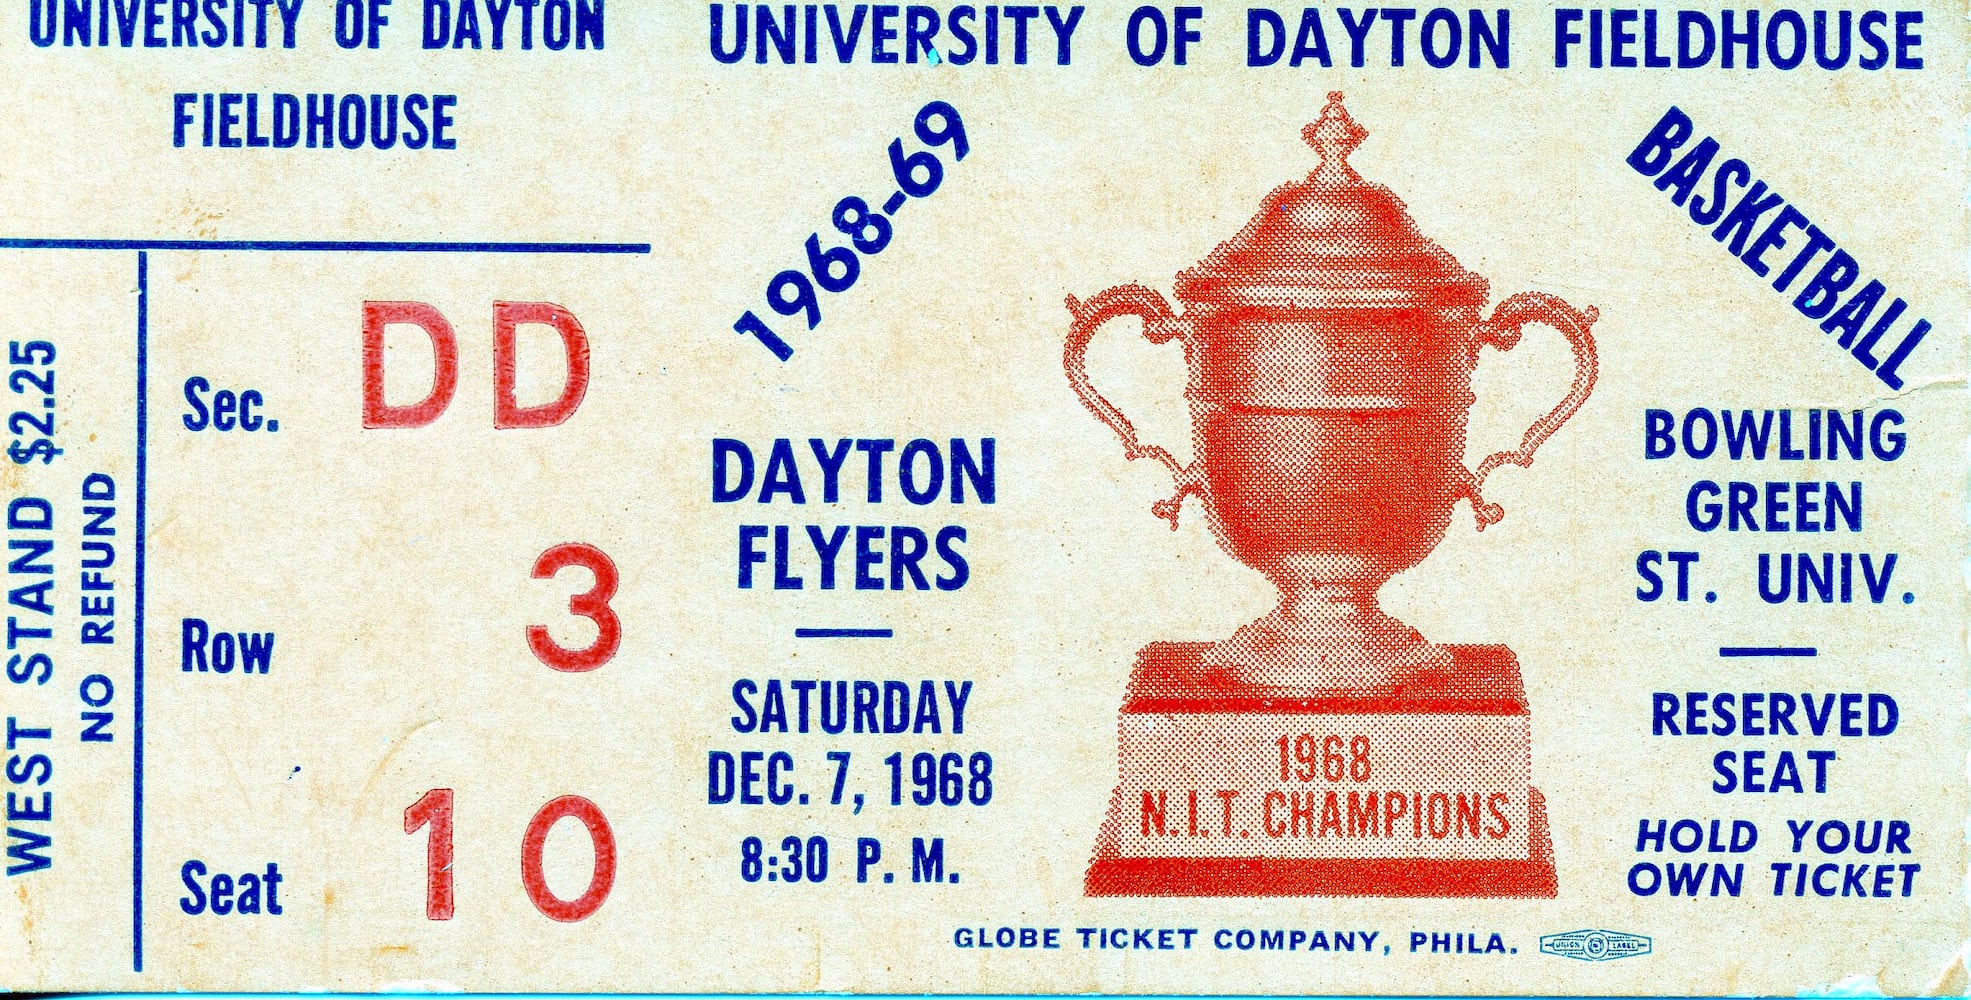 UNIVERSITY OF DAYTON
FIELDHOUSE
WEST STAND $2.25
NO REFUND
Sec. DD
Row 3
Seat 10
UNIVERSITY OF DAYTON FIELDHOUSE
1968-69
BASKETBALL
DAYTON
FLYERS
SATURDAY
DEC. 7, 1968
8:30 P. M.
1968
N.I.T. CHAMPIONS
BOWLING
GREEN
ST. UNIV.
RESERVED
SEAT
HOLD YOUR
OWN TICKET
GLOBE TICKET COMPANY, PHILA.
UNION LABEL